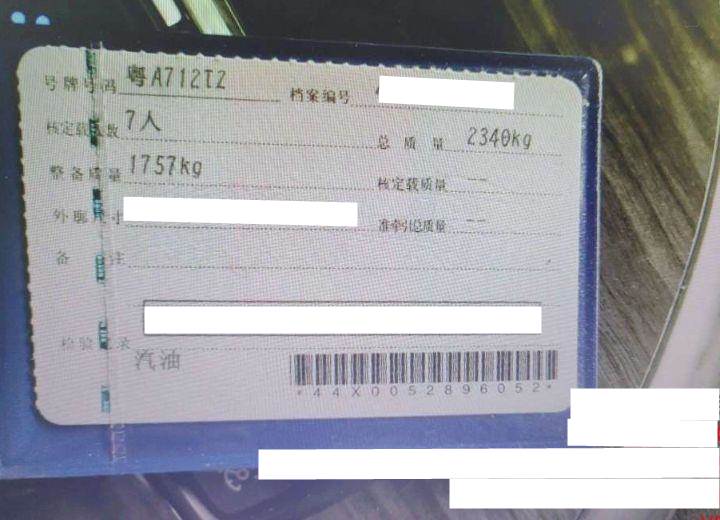 号牌号码 粤A712TZ 档案编号
核定载人数 7人 总质量 2340kg
整备质量 1757kg 核定载质量 --
外廓尺寸 准牵引总质量 --
备注
检验记录
汽油
*44X0052896052*